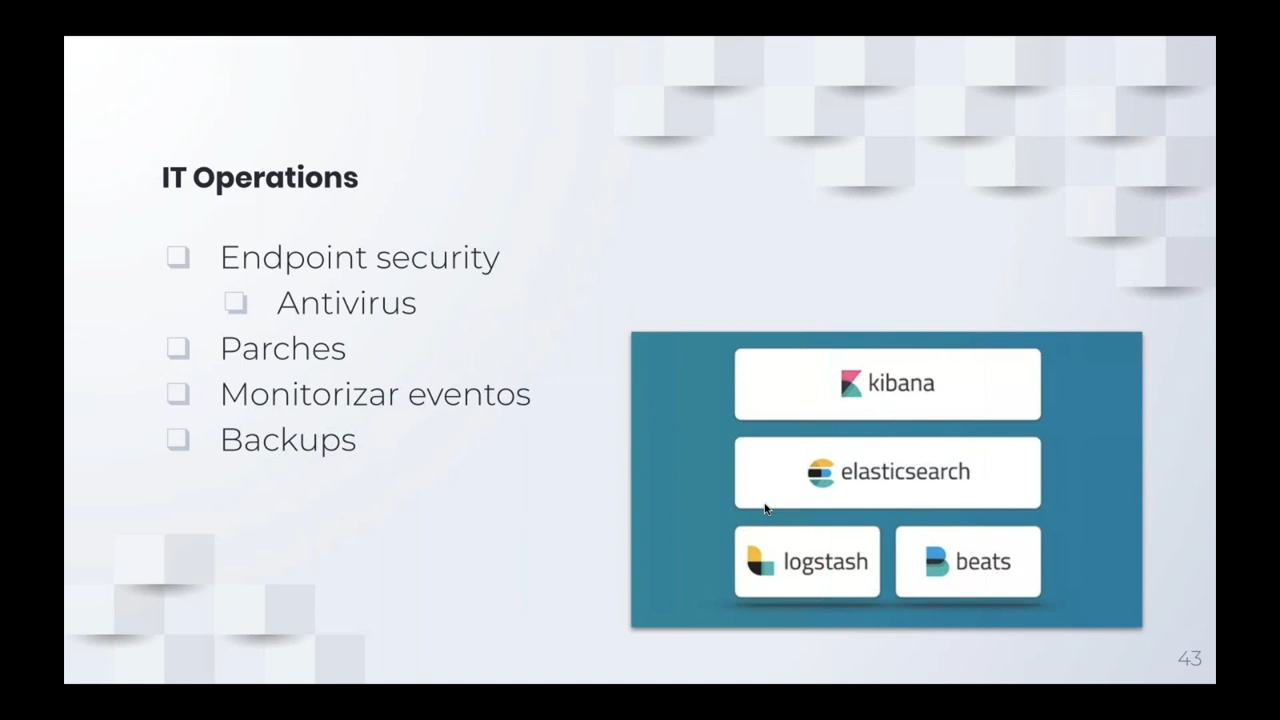 IT Operations
Endpoint security
Antivirus
Parches
Monitorizar eventos
Backups
kibana
elasticsearch
logstash
beats
43